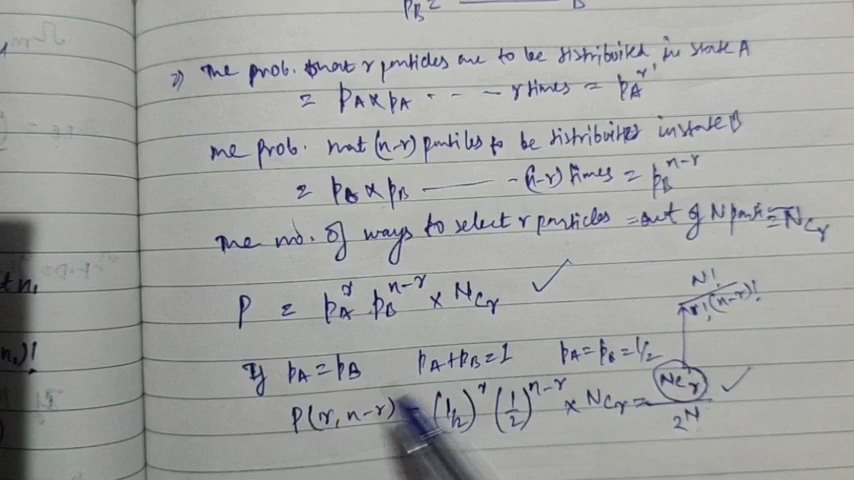 PB =
B
⇒ The prob. that r particles are to be distributed in state A
= pA × pA - - - - r times = pA^r
The prob. that (n-r) particles to be distributed in state B
= pB × pB ——— - (n-r) times = pB^n-r
The no. of ways to select r particles = out of N parti = NCr
P = pA^r pB^n-r × NCr ✓
N!
r!(n-r)!
If pA = pB pA + pB = 1 pA = pB = 1/2
P(r, n-r) = (1/2)^r (1/2)^n-r × NCr = NCr / 2^N ✓